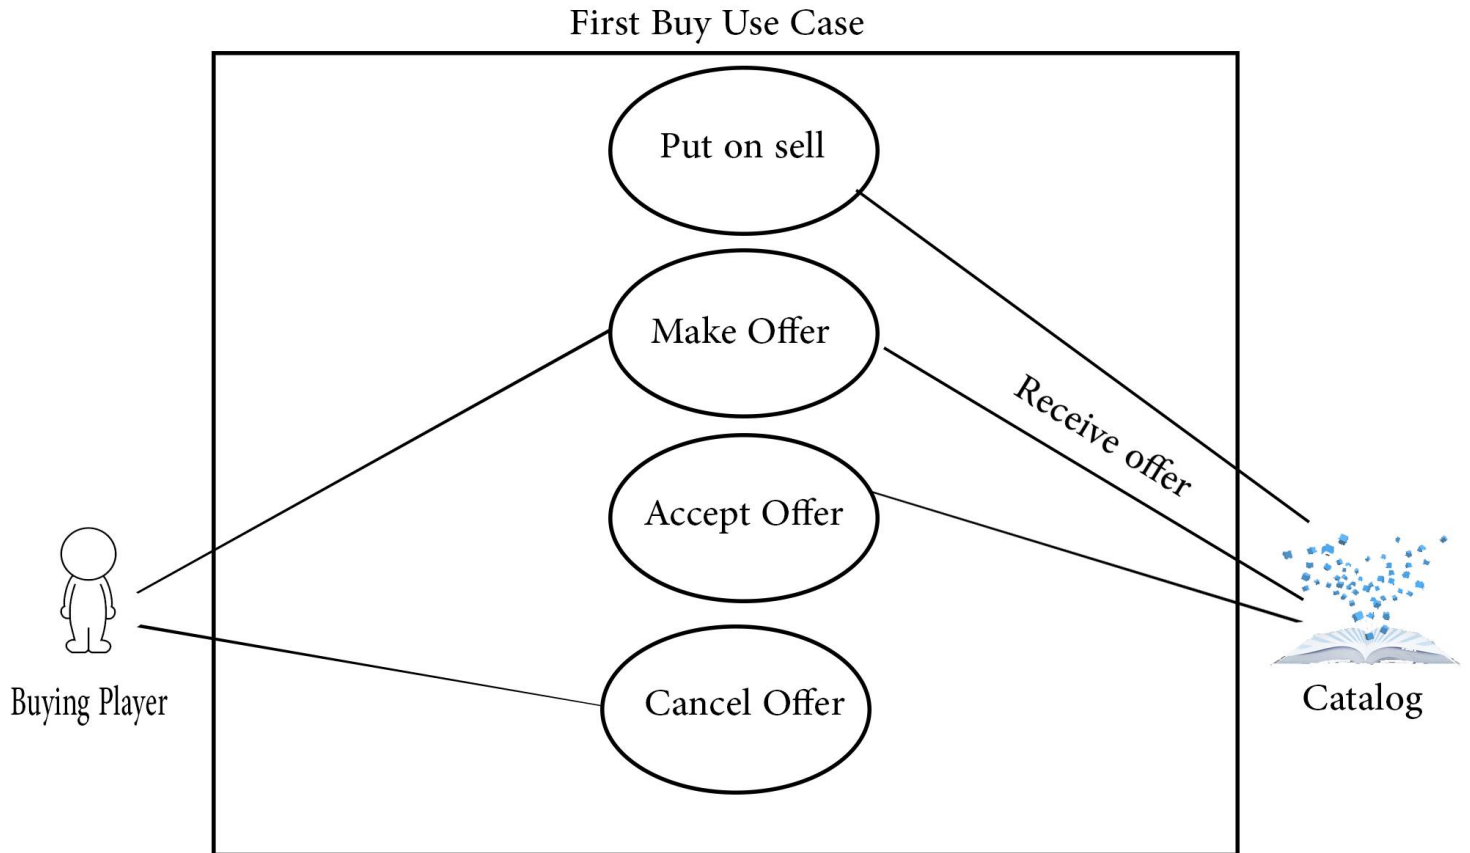 First Buy Use Case
Put on sell
Make Offer
Receive offer
Accept Offer
Cancel Offer
Buying Player
Catalog